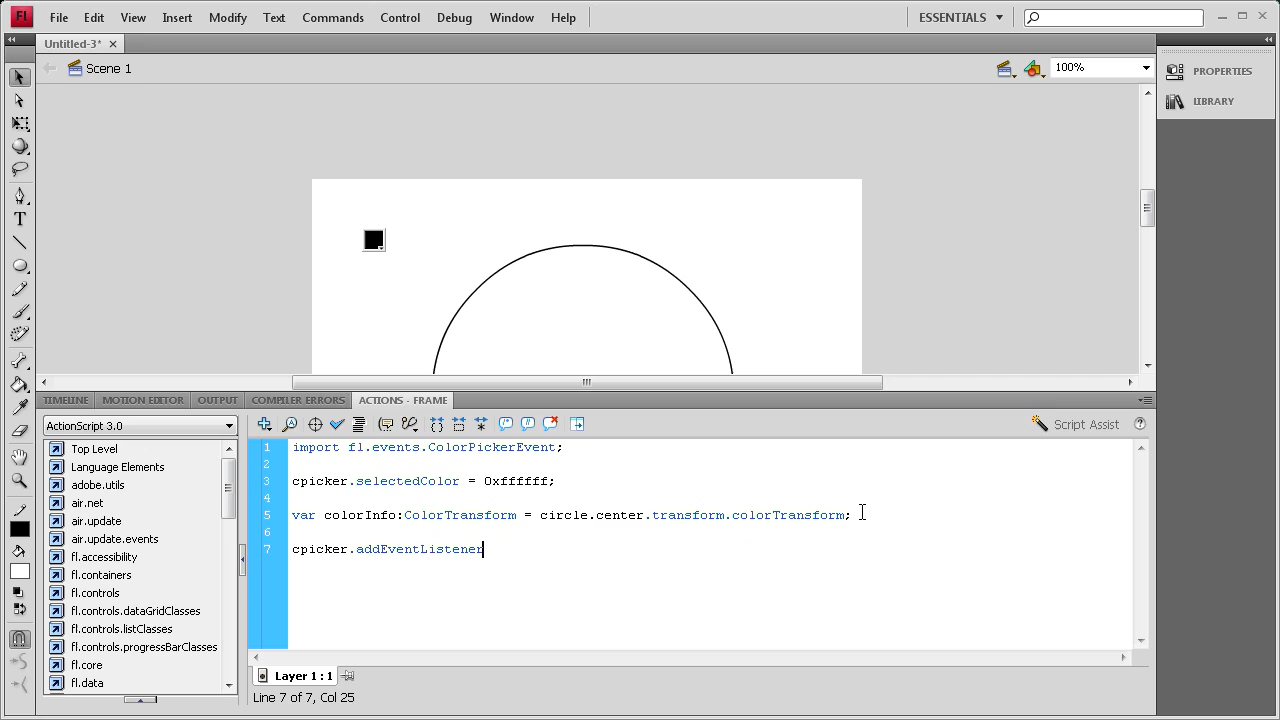 Fl File Edit View Insert Modify Text Commands Control Debug Window Help ESSENTIALS
Untitled-3*
Scene 1 100%
PROPERTIES
LIBRARY
TIMELINE MOTION EDITOR OUTPUT COMPILER ERRORS ACTIONS - FRAME
ActionScript 3.0 Script Assist
Top Level
Language Elements
adobe.utils
air.net
air.update
air.update.events
fl.accessibility
fl.containers
fl.controls
fl.controls.dataGridClasses
fl.controls.listClasses
fl.controls.progressBarClasses
fl.core
fl.data
1 import fl.events.ColorPickerEvent;
2
3 cpicker.selectedColor = 0xffffff;
4
5 var colorInfo:ColorTransform = circle.center.transform.colorTransform;
6
7 cpicker.addEventListener
Layer 1 : 1
Line 7 of 7, Col 25